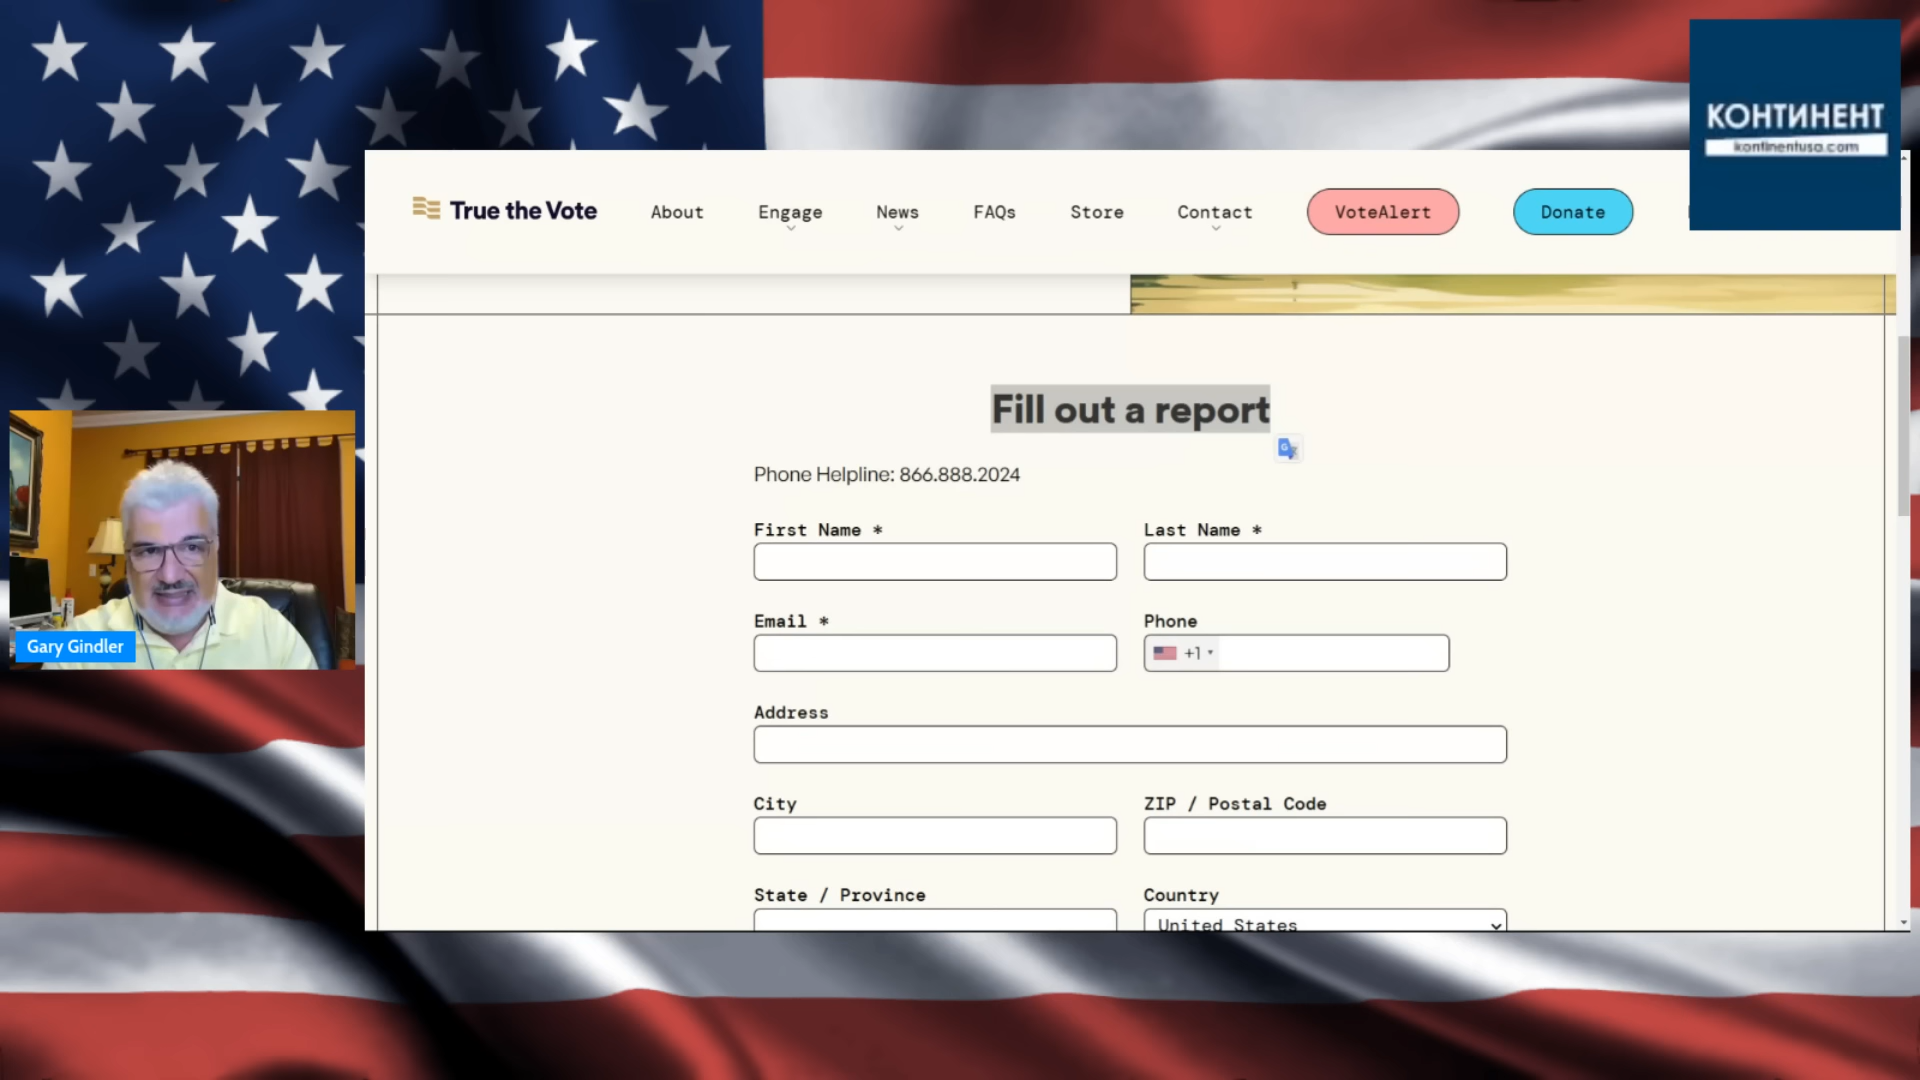 КОНТИНЕНТ
kontinentusa.com
True the Vote
About
Engage
News
FAQs
Store
Contact
VoteAlert
Donate
Fill out a report
Phone Helpline: 866.888.2024
First Name *
Last Name *
Email *
Phone
+1
Address
City
ZIP / Postal Code
State / Province
Country
United States
Gary Gindler